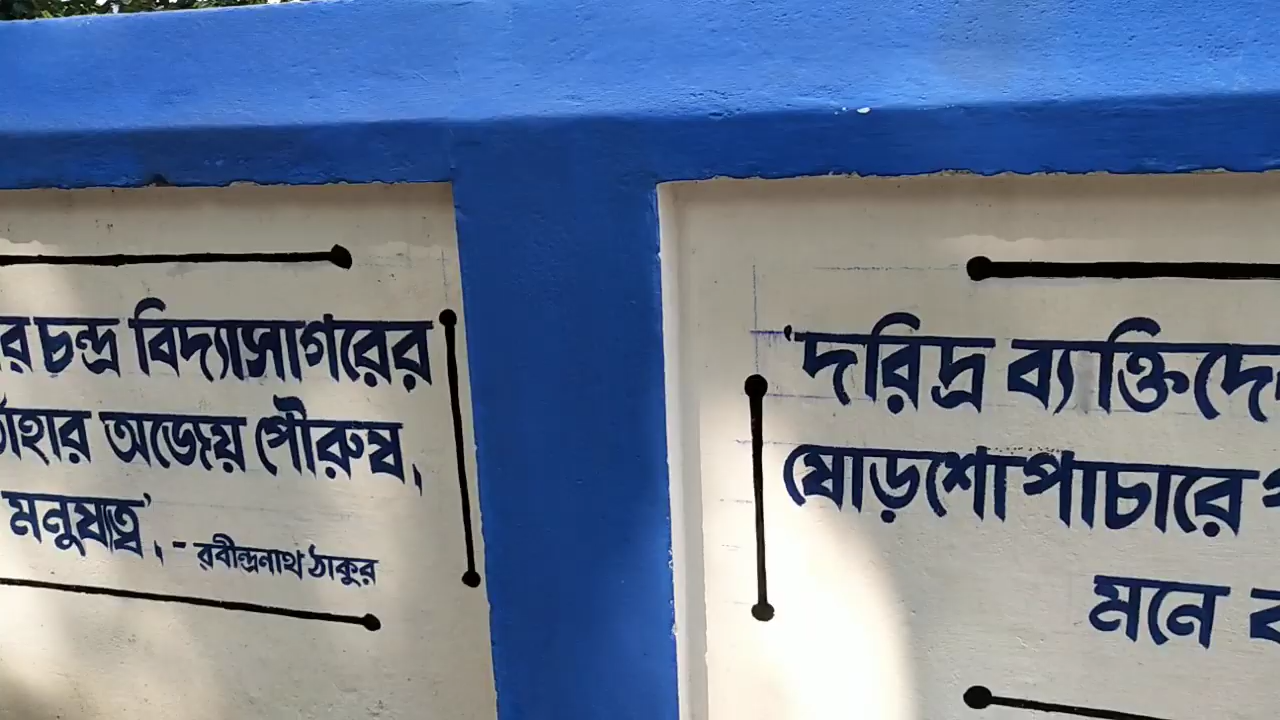 চন্দ্র বিদ্যাসাগরের
অজেয় পৌরুষ,
মনুষ্যত্ব', - রবীন্দ্রনাথ ঠাকুর
'দরিদ্র ব্যক্তিদে
ষোড়শোপাচারে
মনে